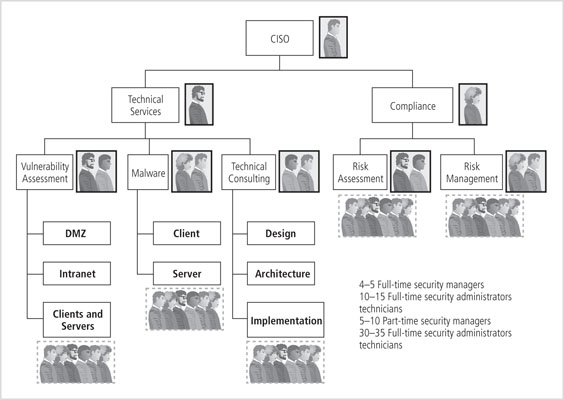 CISO
Technical
Services
Compliance
Vulnerability
Assessment
Malware
Technical
Consulting
Risk
Assessment
Risk
Management
DMZ
Client
Design
Intranet
Server
Architecture
Clients and
Servers
Implementation
4–5 Full-time security managers
10–15 Full-time security administrators
technicians
5–10 Part-time security managers
30–35 Full-time security administrators
technicians